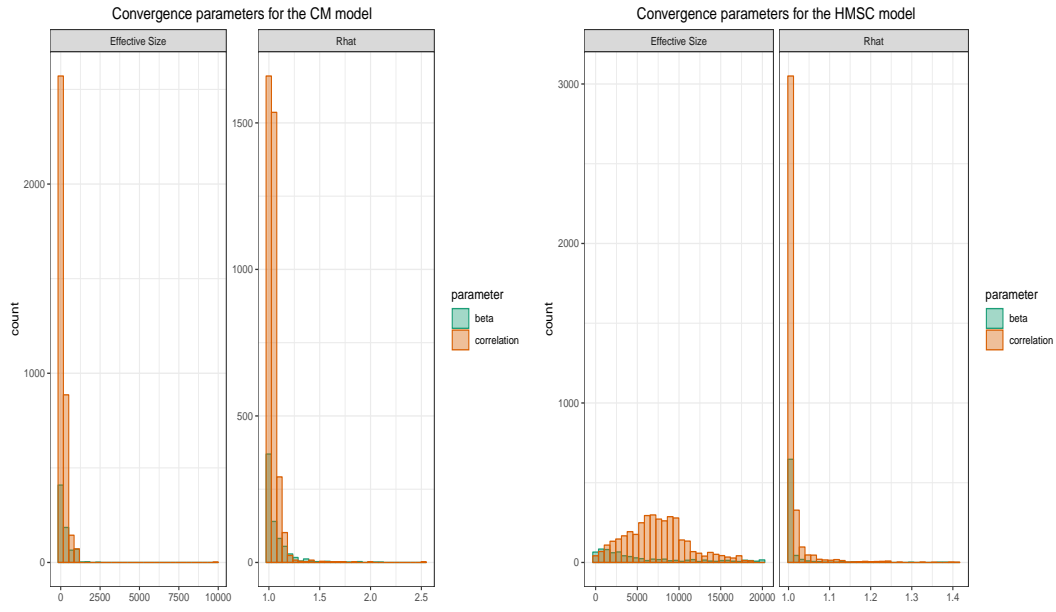 Convergence parameters for the CM model
Effective Size
Rhat
count
2000
1000
0
0 2500 5000 7500 10000
1500
1000
500
0
1.0 1.5 2.0 2.5
parameter
beta
correlation
Convergence parameters for the HMSC model
Effective Size
Rhat
count
3000
2000
1000
0
0 5000 10000 15000 20000
1.0 1.1 1.2 1.3 1.4
parameter
beta
correlation